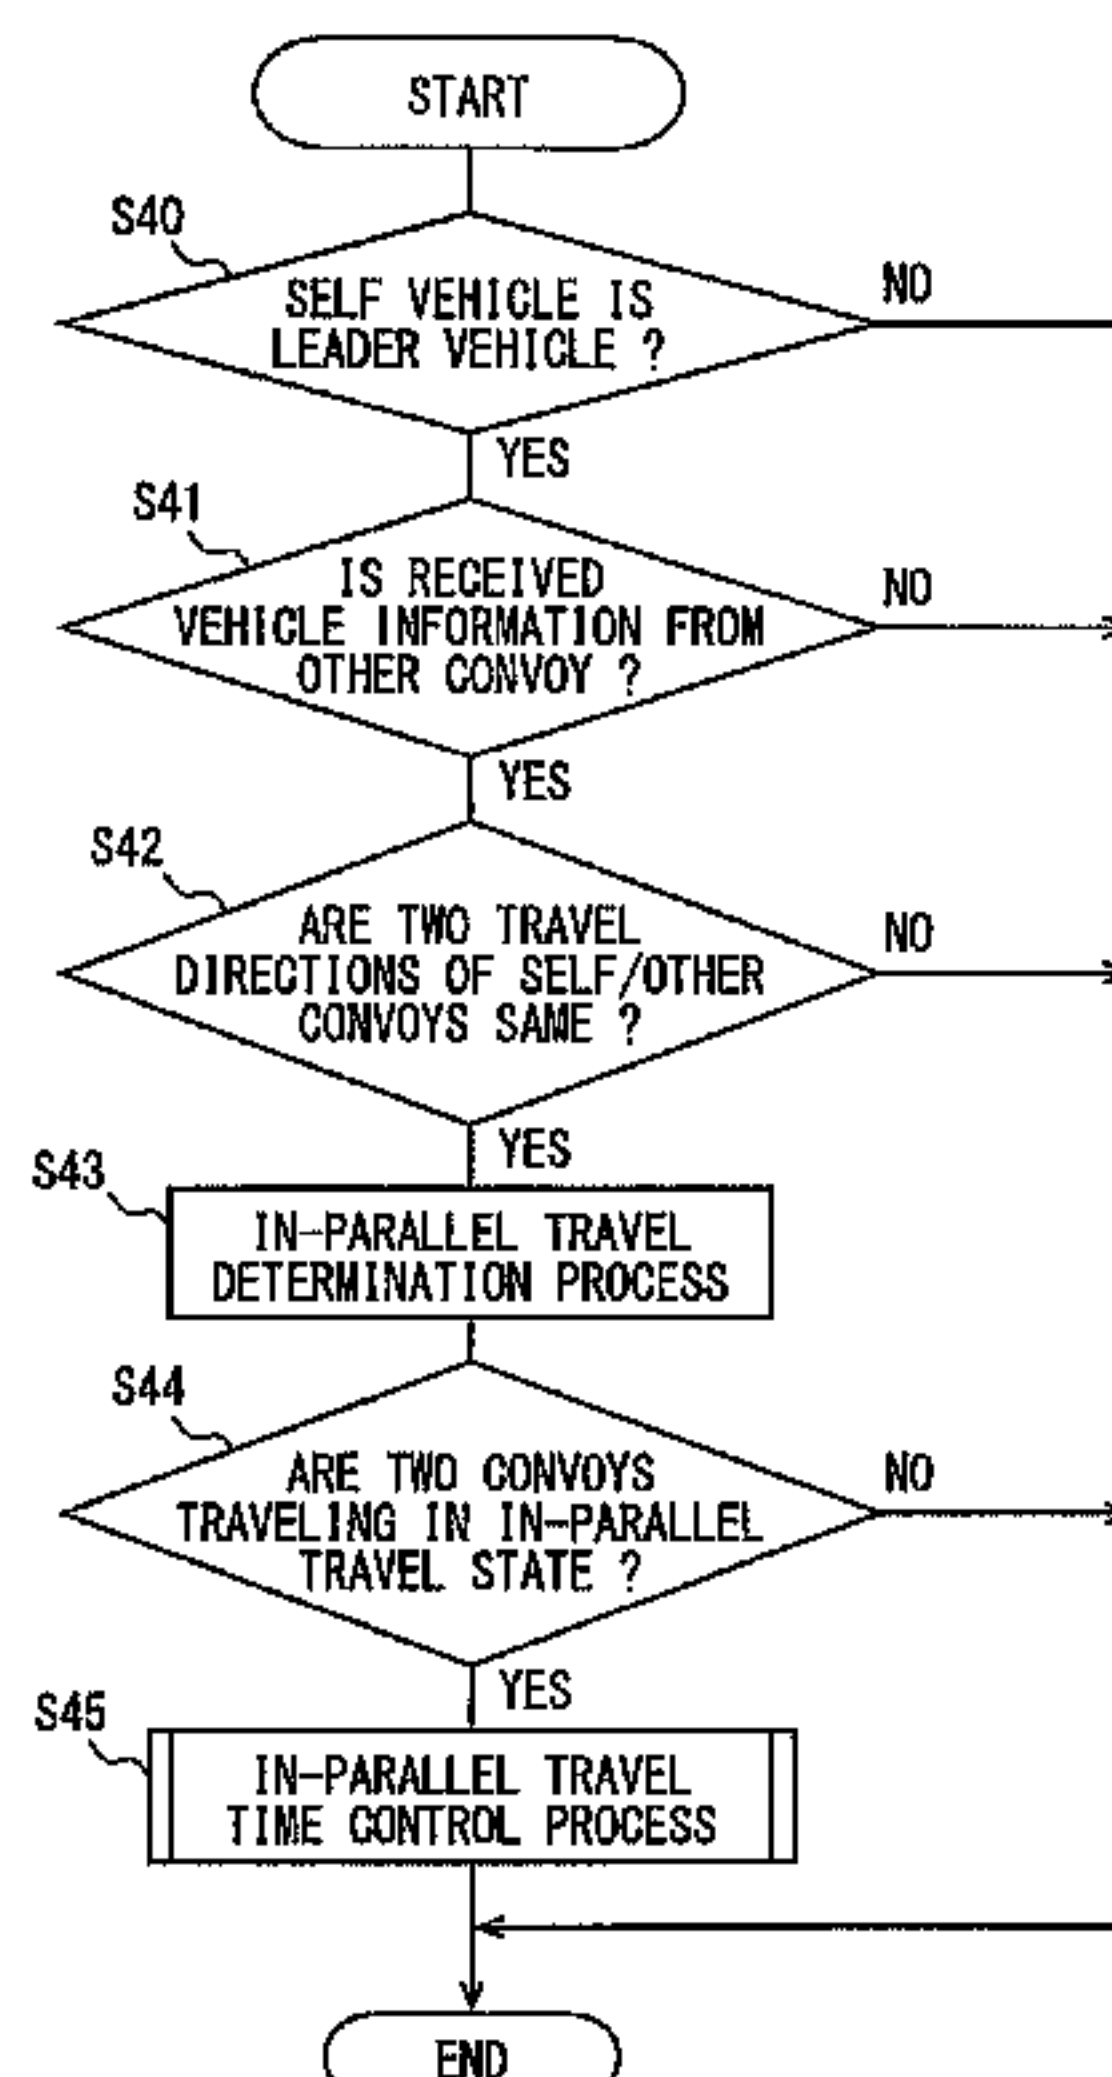 START
S40
SELF VEHICLE IS
LEADER VEHICLE ?
NO
YES
S41
IS RECEIVED
VEHICLE INFORMATION FROM
OTHER CONVOY ?
NO
YES
S42
ARE TWO TRAVEL
DIRECTIONS OF SELF/OTHER
CONVOYS SAME ?
NO
YES
S43
IN-PARALLEL TRAVEL
DETERMINATION PROCESS
S44
ARE TWO CONVOYS
TRAVELING IN IN-PARALLEL
TRAVEL STATE ?
NO
YES
S45
IN-PARALLEL TRAVEL
TIME CONTROL PROCESS
END